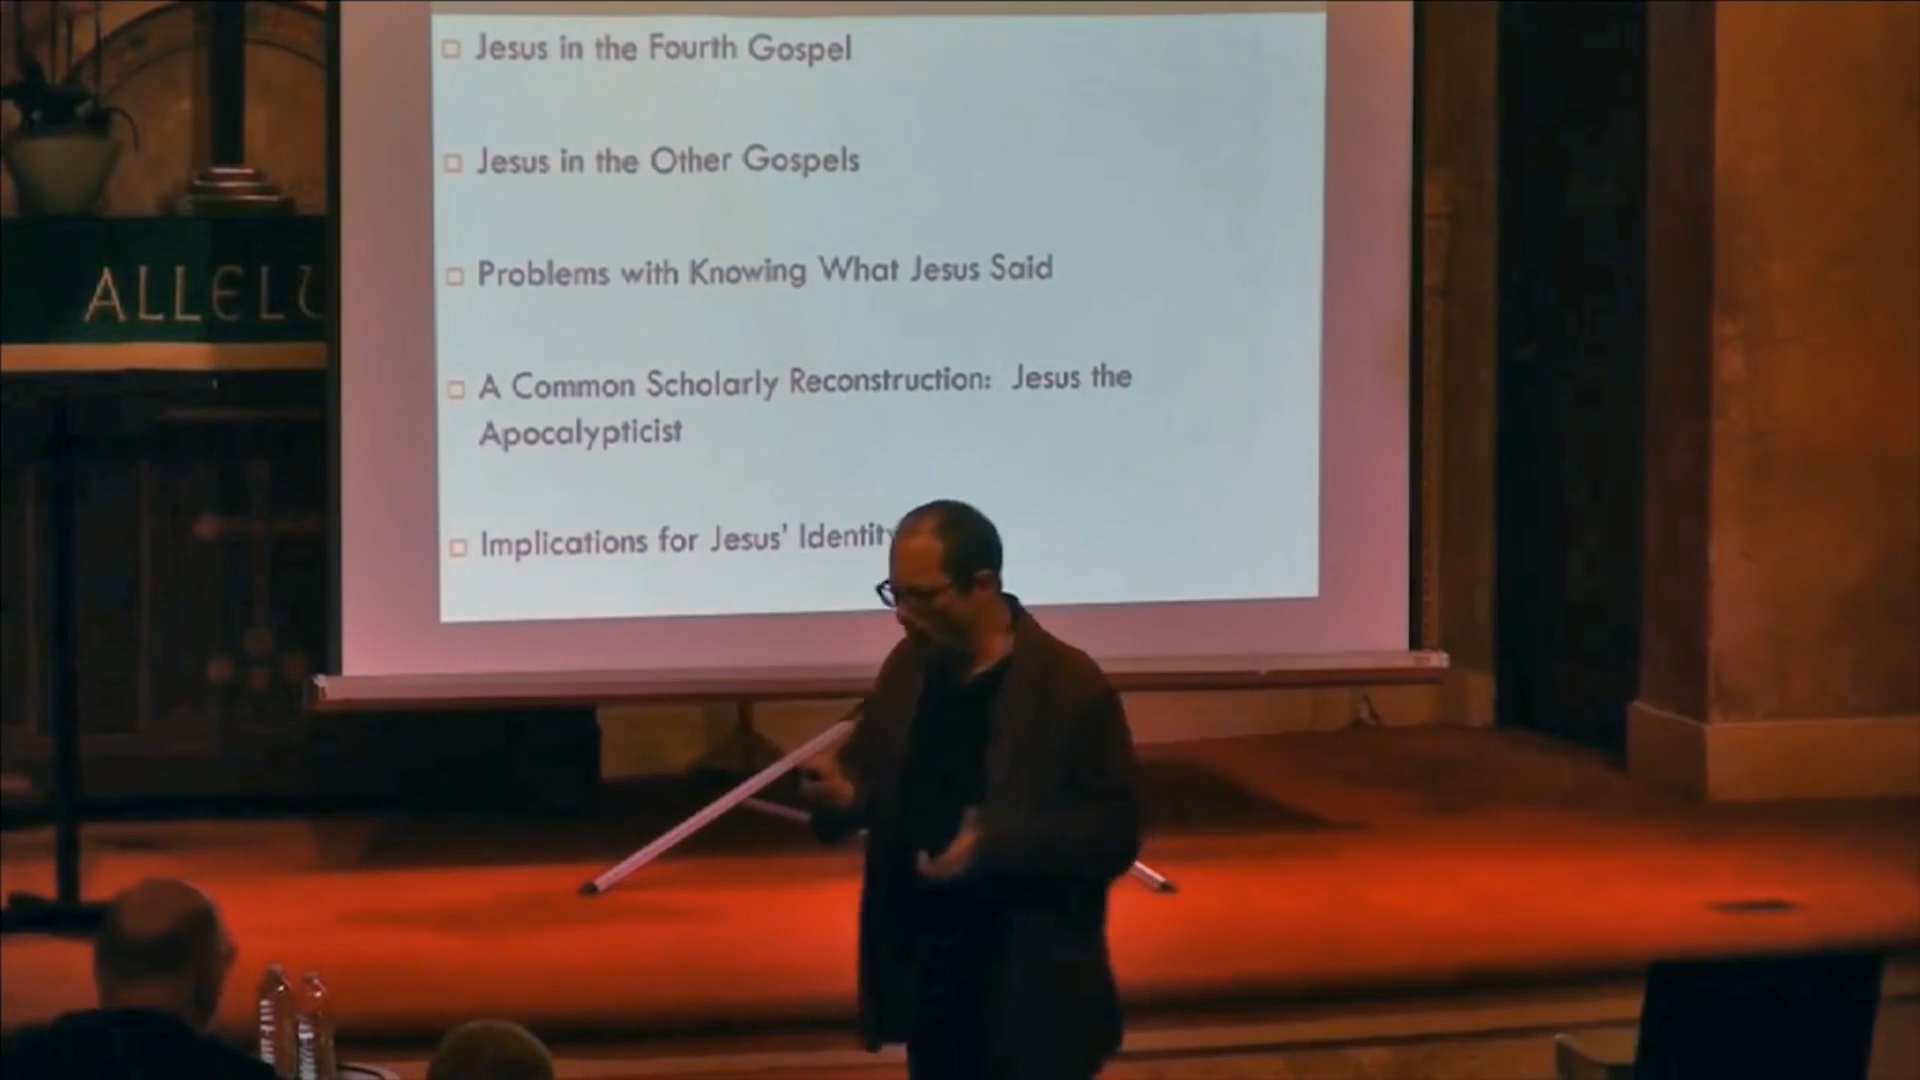 Jesus in the Fourth Gospel
Jesus in the Other Gospels
Problems with Knowing What Jesus Said
A Common Scholarly Reconstruction: Jesus the
Apocalypticist
Implications for Jesus' Identity
ALLELU